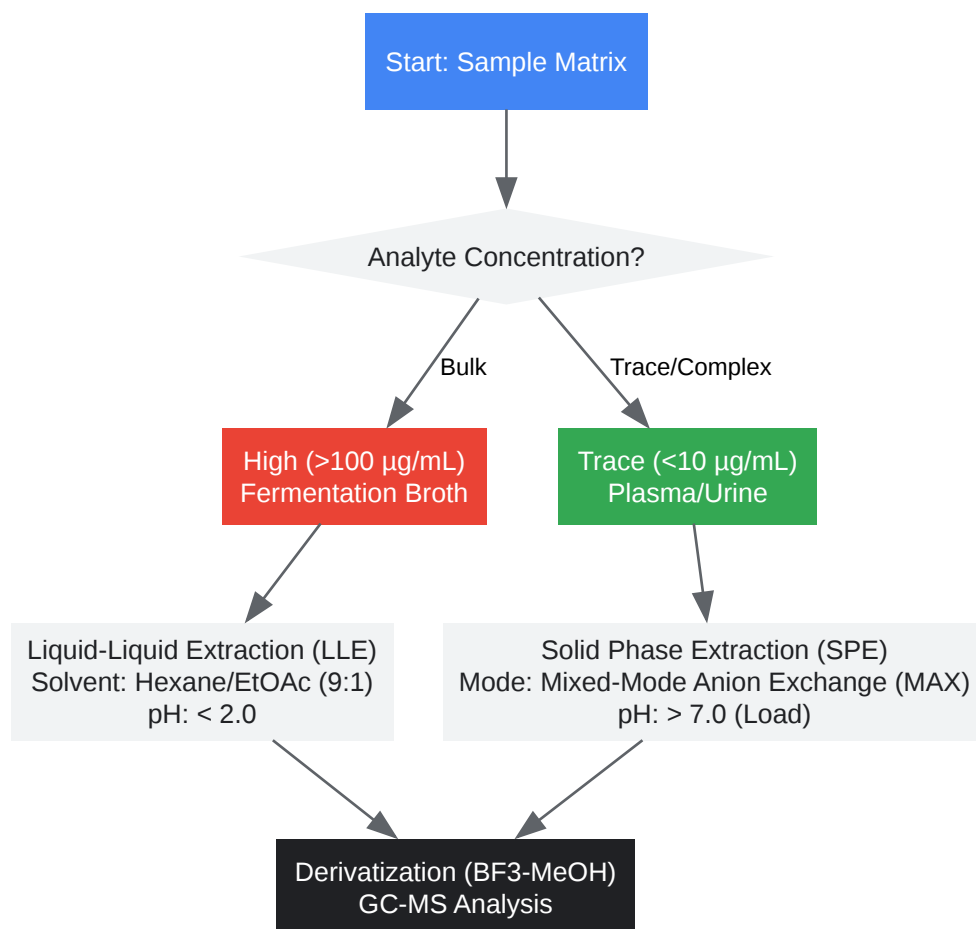 Start: Sample Matrix
Analyte Concentration?
Bulk
Trace/Complex
High (>100 µg/mL)
Fermentation Broth
Trace (<10 µg/mL)
Plasma/Urine
Liquid-Liquid Extraction (LLE)
Solvent: Hexane/EtOAc (9:1)
pH: < 2.0
Solid Phase Extraction (SPE)
Mode: Mixed-Mode Anion Exchange (MAX)
pH: > 7.0 (Load)
Derivatization (BF3-MeOH)
GC-MS Analysis